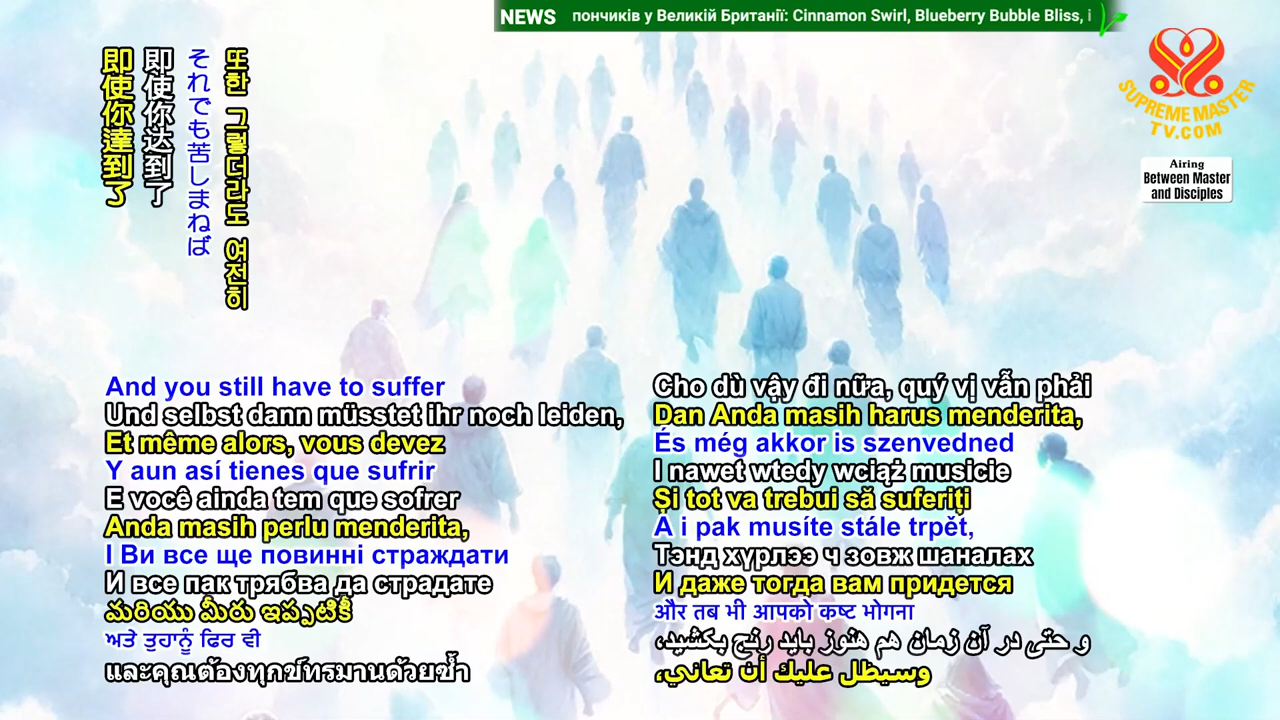 NEWS пончиків у Великій Британії: Cinnamon Swirl, Blueberry Bubble Bliss, і
SUPREME MASTER
TV.COM
Airing
Between Master
and Disciples
또한 그렇더라도 여전히
それでも苦しまねば
即使你达到了
即使你達到了
And you still have to suffer
Und selbst dann müsstet ihr noch leiden,
Et même alors, vous devez
Y aun así tienes que sufrir
E você ainda tem que sofrer
Anda masih perlu menderita,
І Ви все ще повинні страждати
И все пак трябва да страдате
మరియు మీరు ఇప్పటికీ
ਅਤੇ ਤੁਹਾਨੂੰ ਫਿਰ ਵੀ
และคุณต้องทุกข์ทรมานด้วยซ้ำ
Cho dù vậy đi nữa, quý vị vẫn phải
Dan Anda masih harus menderita,
És még akkor is szenvedned
I nawet wtedy wciąż musicie
Și tot va trebui să suferiți
A i pak musíte stále trpět,
Тэнд хүрлээ ч зовж шаналах
И даже тогда вам придется
और तब भी आपको कष्ट भोगना
و حتی در آن زمان هم هنوز باید رنج بکشید،
وسيظل عليك أن تعاني،